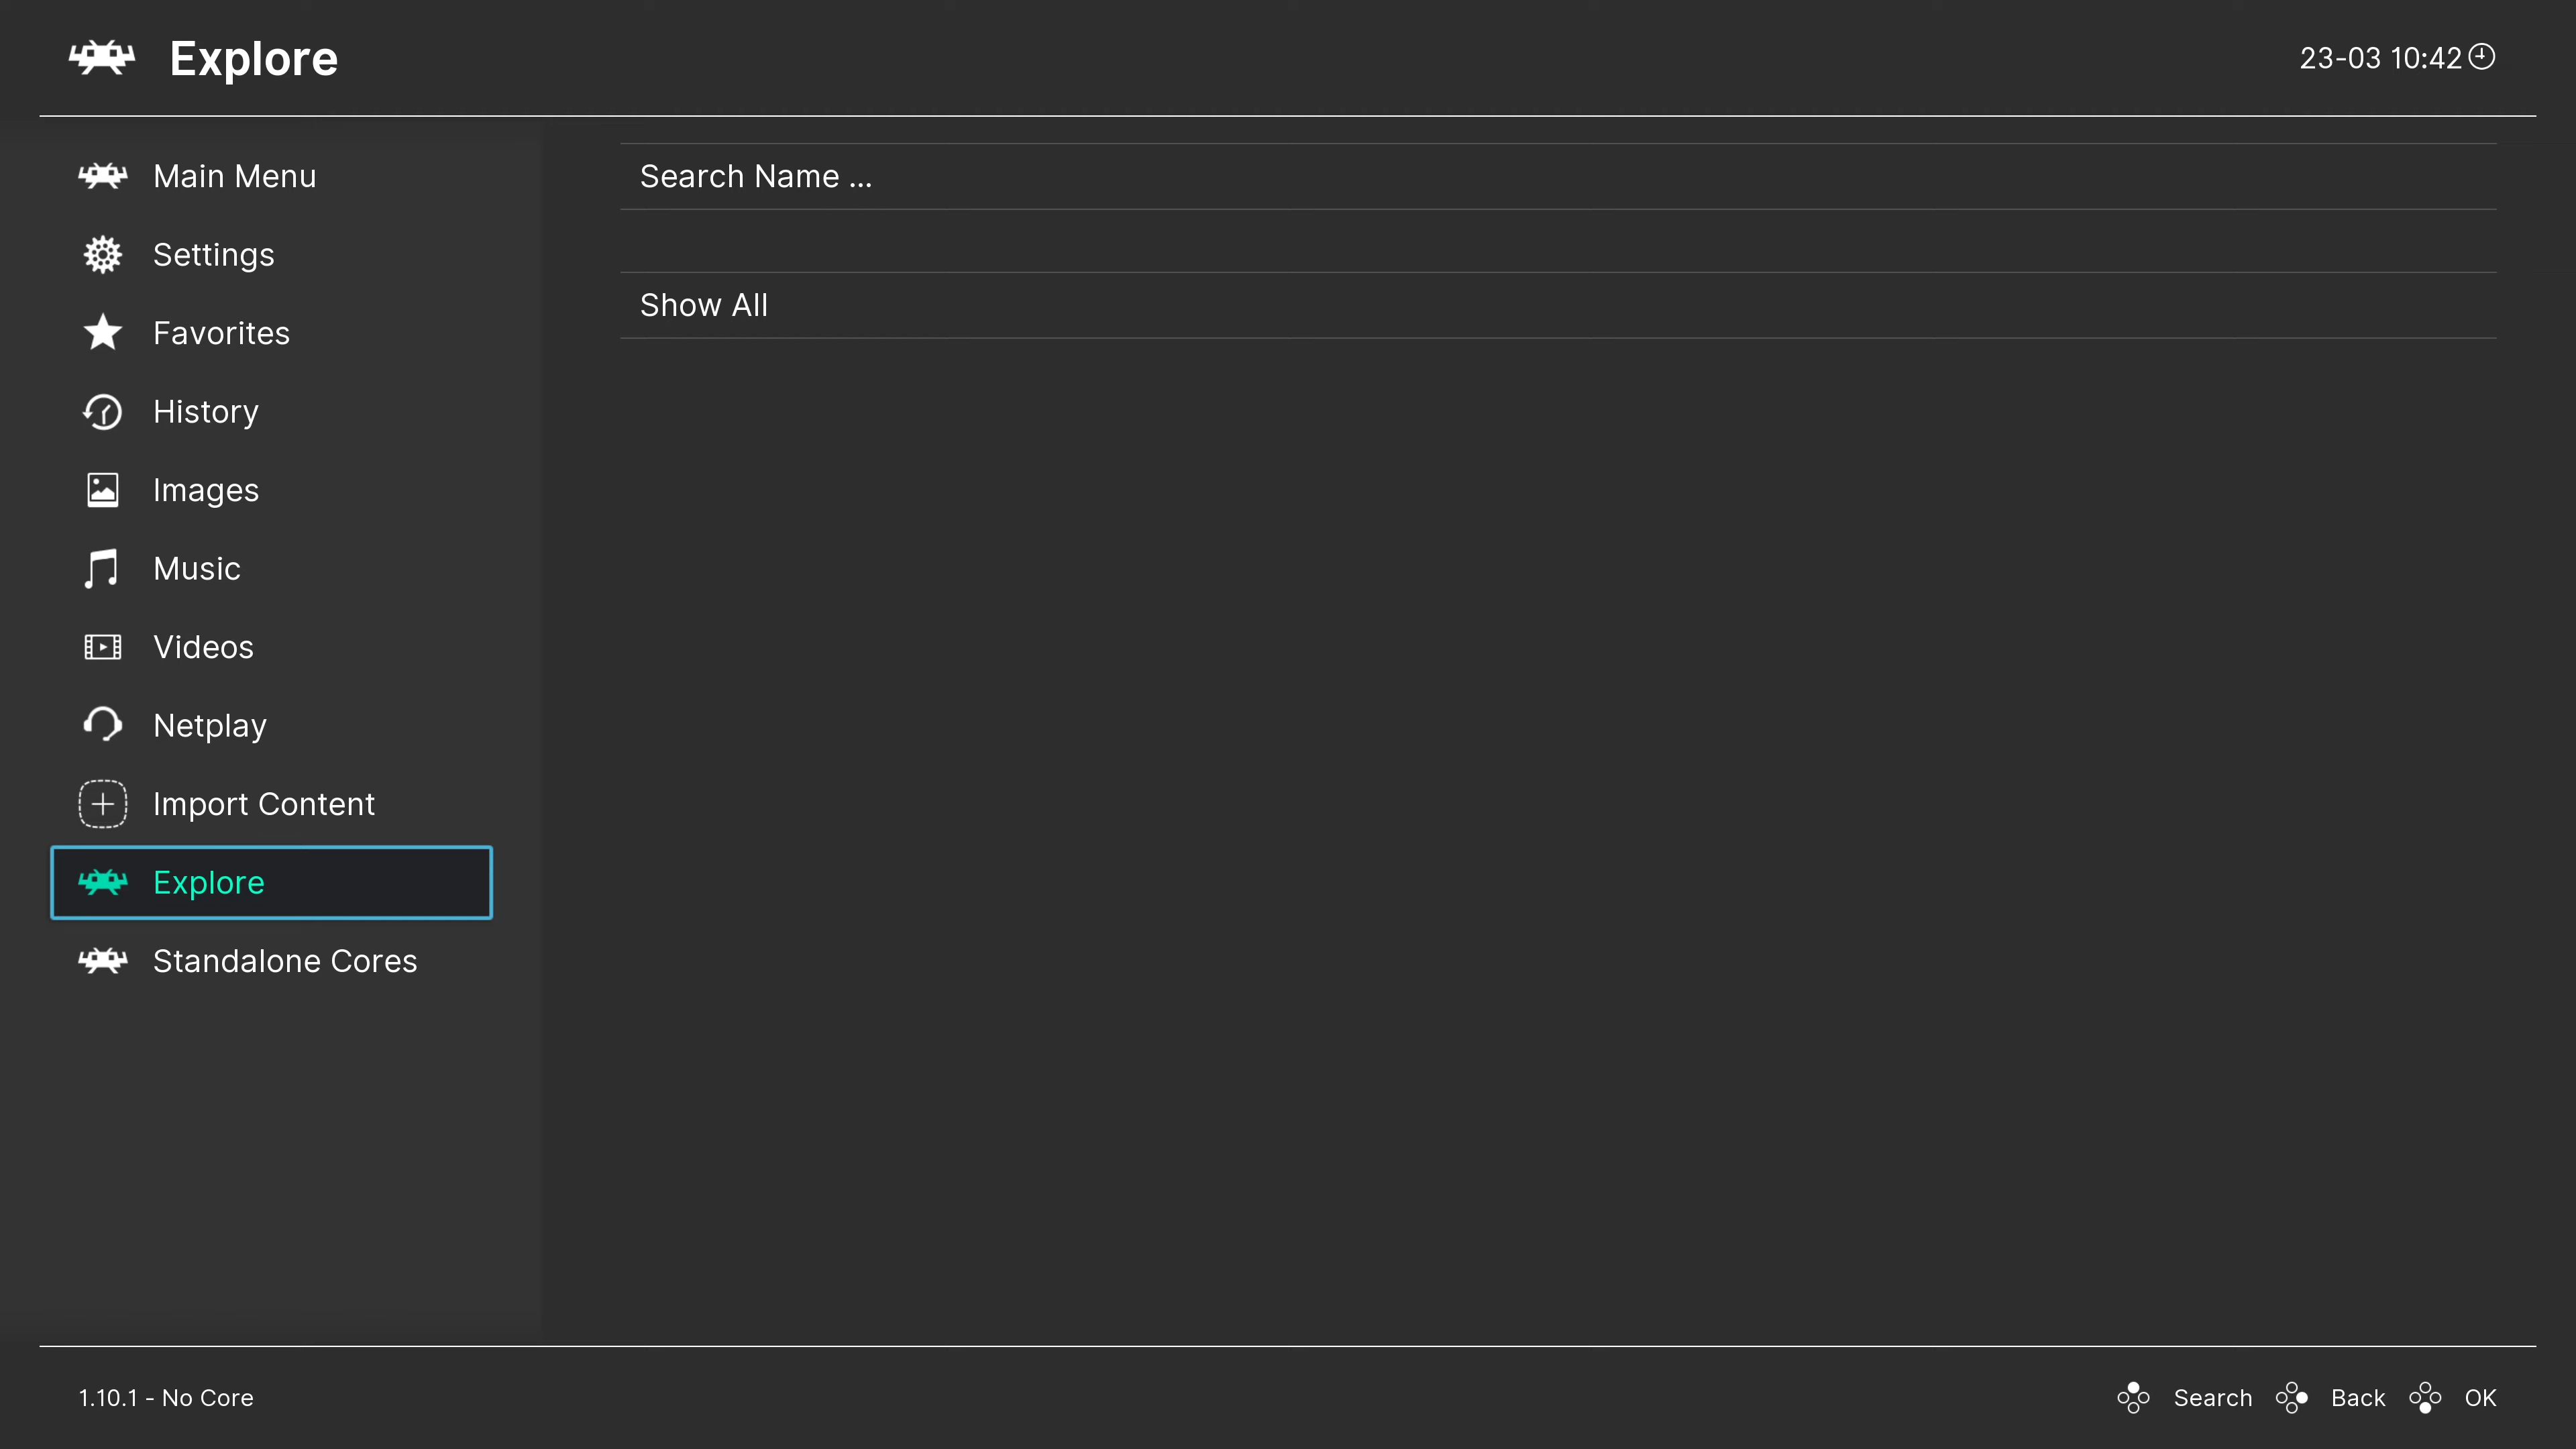 Explore
23-03 10:42
Main Menu
Settings
Favorites
History
Images
Music
Videos
Netplay
Import Content
Explore
Standalone Cores
Search Name ...
Show All
1.10.1 - No Core
Search Back OK